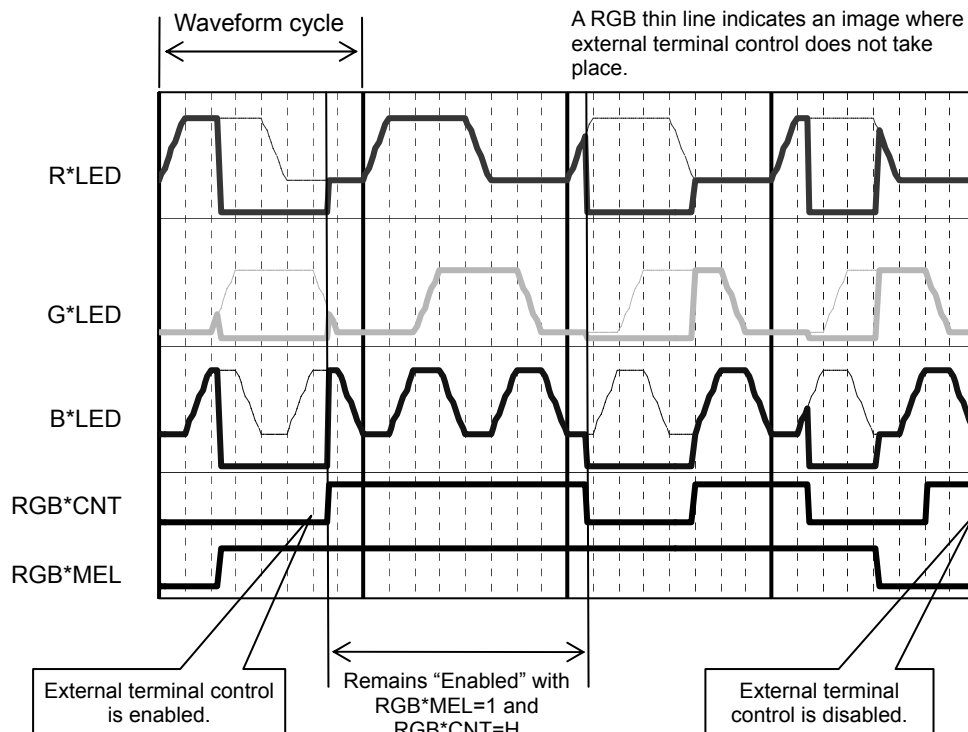 Waveform cycle
A RGB thin line indicates an image where
external terminal control does not take
place.
R*LED
G*LED
B*LED
RGB*CNT
RGB*MEL
External terminal control
is enabled.
Remains “Enabled” with
RGB*MEL=1 and
RGB*CNT=H
External terminal
control is disabled.